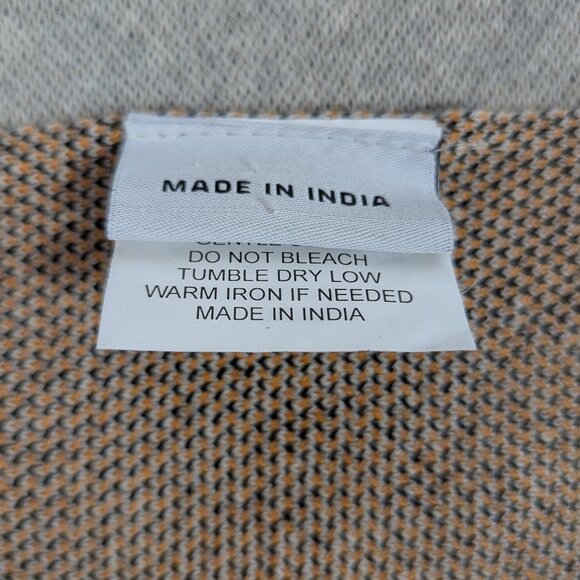 MADE IN INDIA
DO NOT BLEACH
TUMBLE DRY LOW
WARM IRON IF NEEDED
MADE IN INDIA